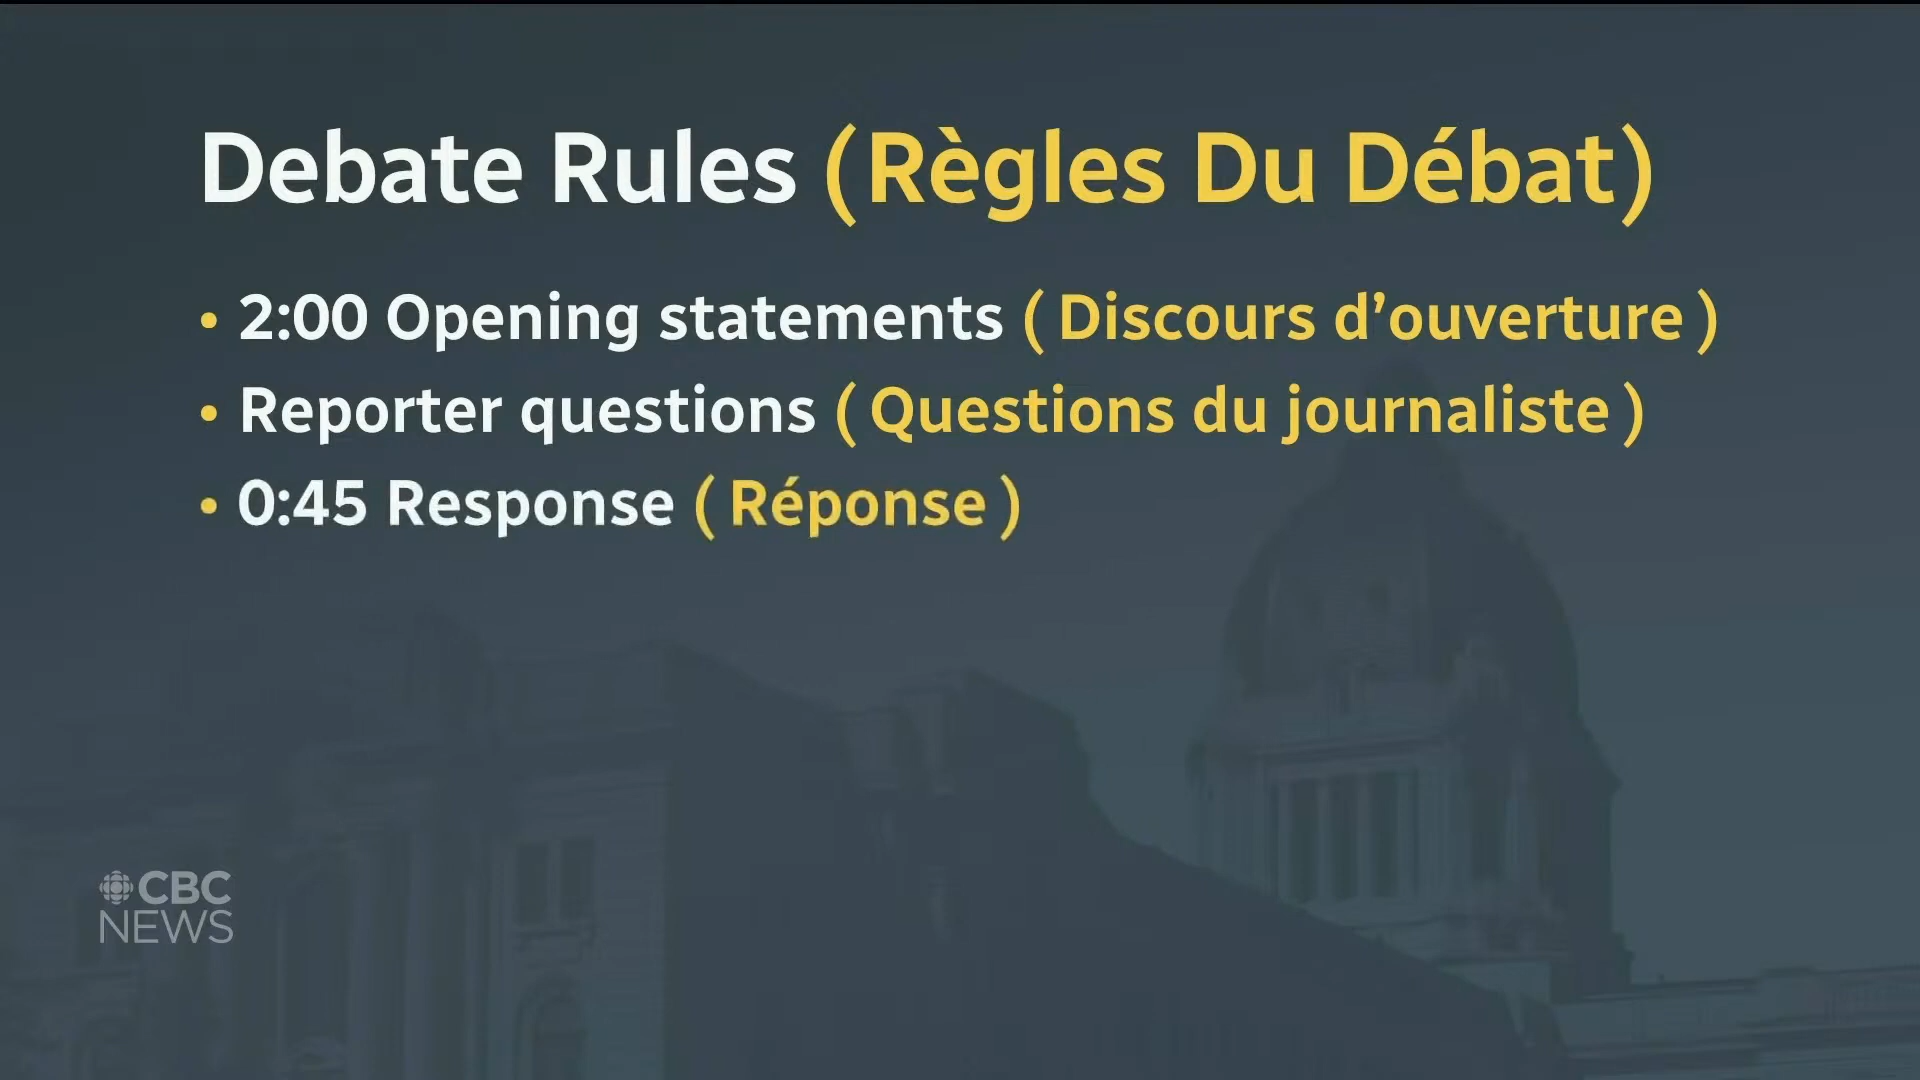 Debate Rules (Règles Du Débat)
• 2:00 Opening statements ( Discours d’ouverture )
• Reporter questions ( Questions du journaliste )
• 0:45 Response ( Réponse )
CBC
NEWS